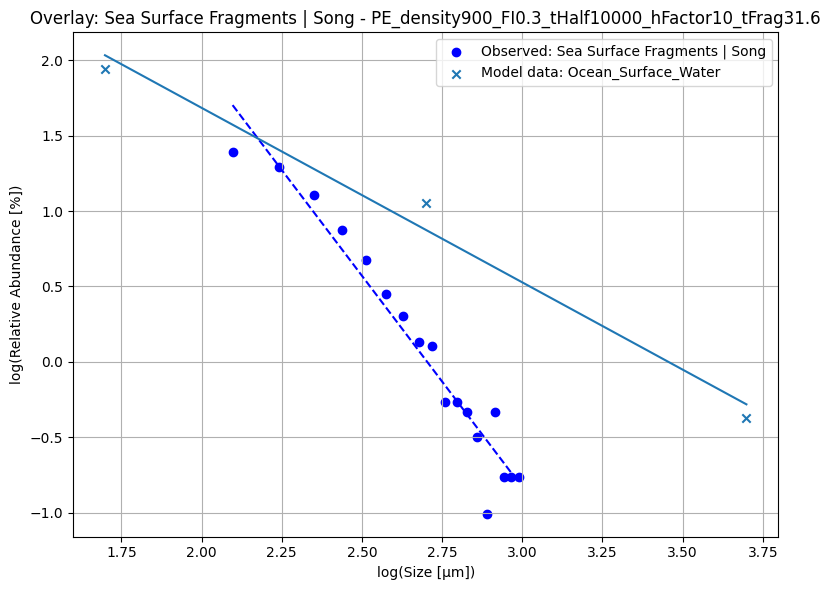 Overlay: Sea Surface Fragments | Song - PE_density900_FI0.3_tHalf10000_hFactor10_tFrag31.6
Observed: Sea Surface Fragments | Song
Model data: Ocean_Surface_Water
log(Relative Abundance [%])
2.0
1.5
1.0
0.5
0.0
−0.5
−1.0
1.75 2.00 2.25 2.50 2.75 3.00 3.25 3.50 3.75
log(Size [μm])